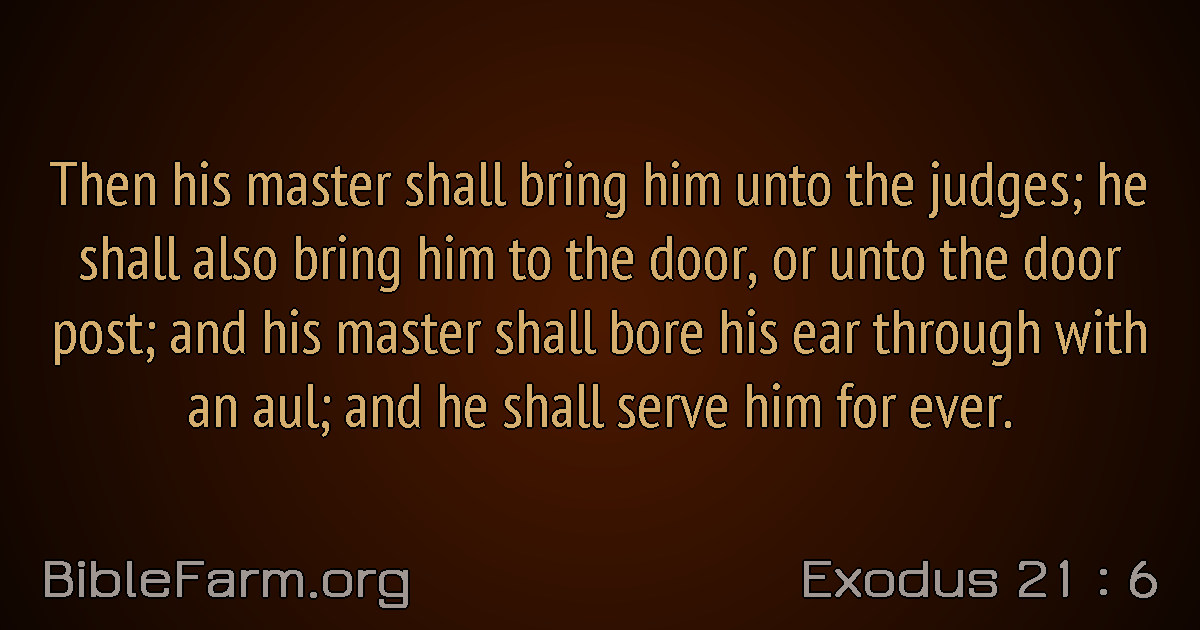 Then his master shall bring him unto the judges; he
shall also bring him to the door, or unto the door
post; and his master shall bore his ear through with
an aul; and he shall serve him for ever.
BibleFarm.org
Exodus 21 : 6